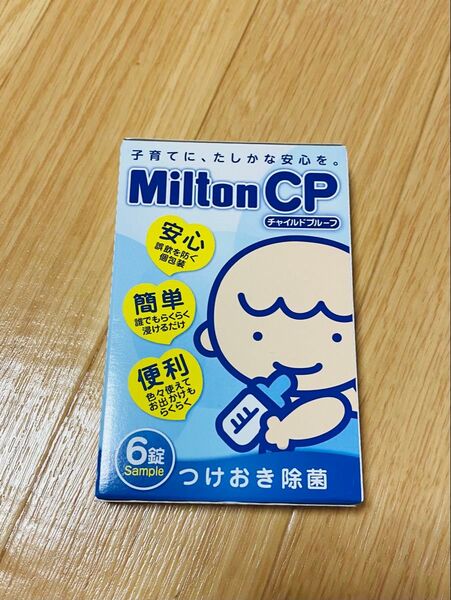 子育てに、たしかな安心を。
Milton CP
チャイルドプルーフ
安心
誤飲を防ぐ
個包装
簡単
誰でもらくらく
浸けるだけ
便利
色々使えて
お出かけも
らくらく
6錠
Sample
つけおき除菌